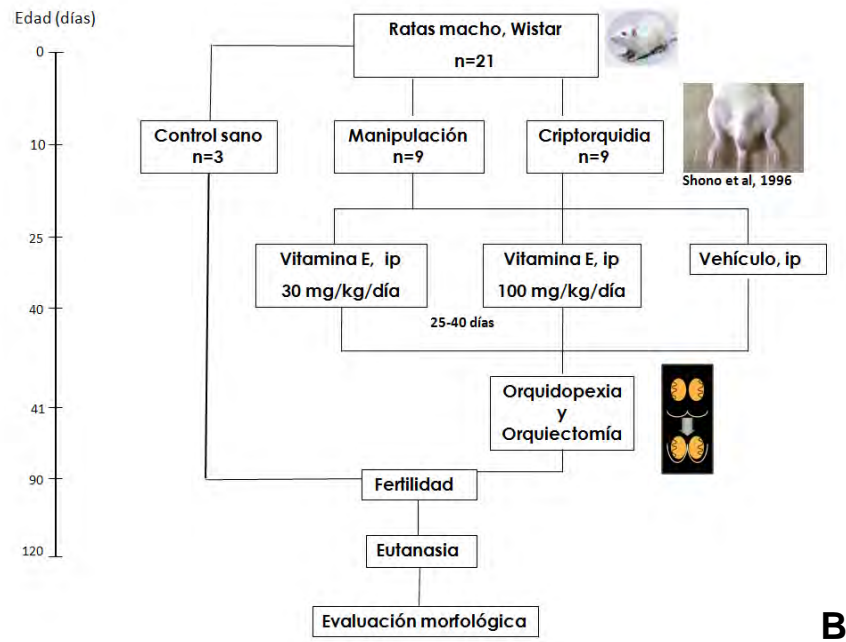 Edad (días)
Ratas macho, Wistar
n=21
0
Control sano
n=3
Manipulación
n=9
Criptorquidia
n=9
10
Shono et al, 1996
25
Vitamina E, ip
30 mg/kg/día
Vitamina E, ip
100 mg/kg/día
Vehículo, ip
40
25-40 días
Orquidopexia
y
Orquiectomía
41
90
Fertilidad
120
Eutanasia
Evaluación morfológica
B